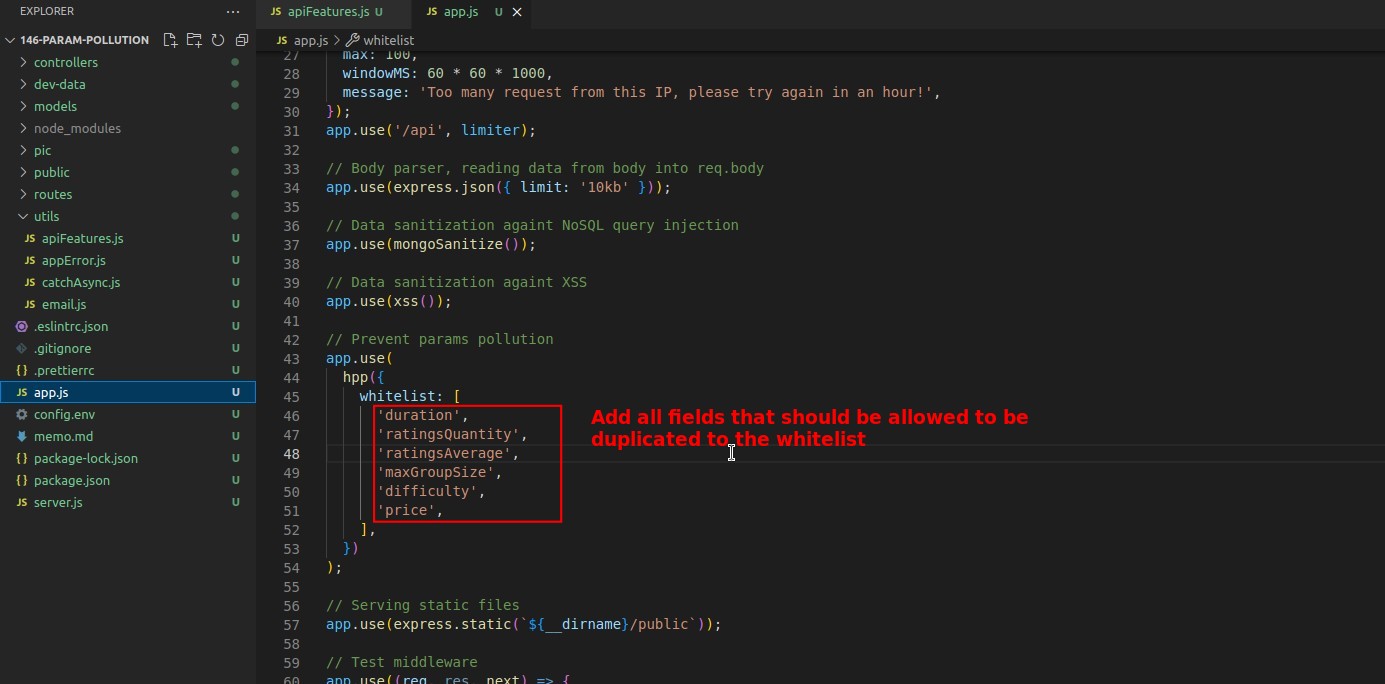 EXPLORER
146-PARAM-POLLUTION
controllers
dev-data
models
node_modules
pic
public
routes
utils
JS apiFeatures.js U
JS appError.js U
JS catchAsync.js U
JS email.js U
.eslintrc.json U
.gitignore U
{} .prettierrc U
JS app.js U
config.env U
memo.md U
{} package-lock.json U
{} package.json U
JS server.js U
JS apiFeatures.js U
JS app.js U
JS app.js > whitelist
27 max: 100,
28 windowMS: 60 * 60 * 1000,
29 message: 'Too many request from this IP, please try again in an hour!',
30 });
31 app.use('/api', limiter);
32
33 // Body parser, reading data from body into req.body
34 app.use(express.json({ limit: '10kb' }));
35
36 // Data sanitization againt NoSQL query injection
37 app.use(mongoSanitize());
38
39 // Data sanitization againt XSS
40 app.use(xss());
41
42 // Prevent params pollution
43 app.use(
44 hpp({
45 whitelist: [
46 'duration',
47 'ratingsQuantity',
48 'ratingsAverage',
49 'maxGroupSize',
50 'difficulty',
51 'price',
52 ],
53 })
54 );
55
56 // Serving static files
57 app.use(express.static(`${__dirname}/public`));
58
59 // Test middleware
60 app.use((req, res, next) => {
Add all fields that should be allowed to be
duplicated to the whitelist